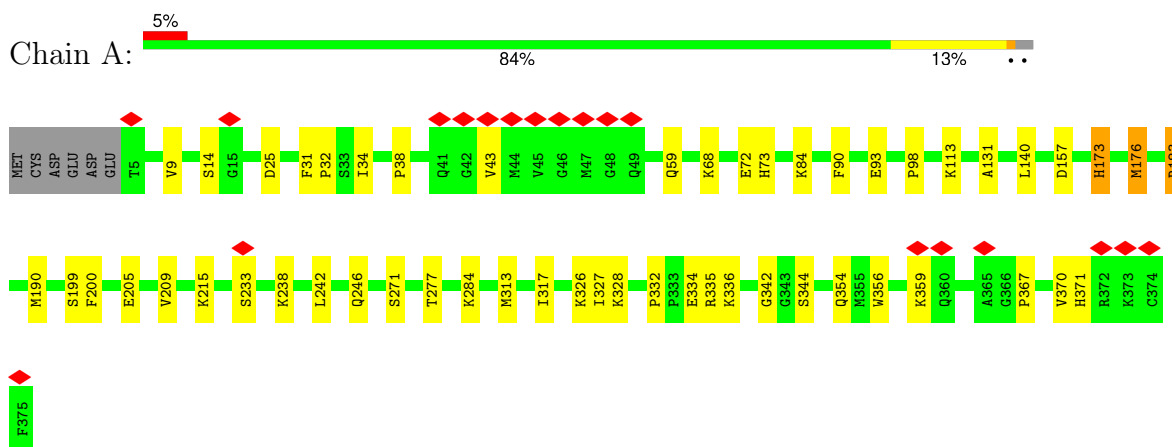 5%
Chain A:
84% 13% • •
MET CYS ASP GLU ASP GLU T5 V9 S14 G15 D25 F31 P32 S33 I34 P38 Q41 G42 V43 M44 V45 G46 M47 G48 Q49 Q59 K68 E72 H73 K84 F90 E93 P98 K113 A131 L140 D157 H173 M176
M190 S199 F200 E205 V209 K215 S233 K238 L242 Q246 S271 T277 K284 M313 I317 K326 I327 K328 P332 P333 E334 R335 K336 G342 G343 S344 Q354 M355 W356 K359 Q360 A365 G366 P367 V370 H371 R372 K373 C374
F375